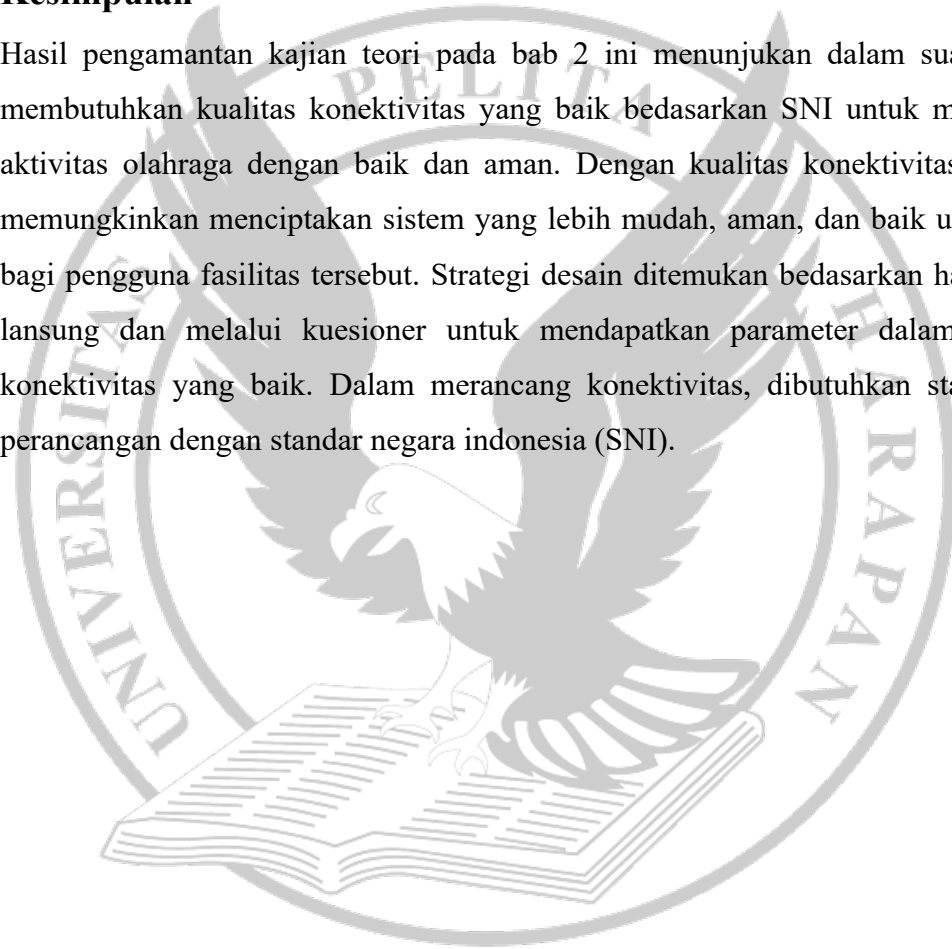 Kesimpulan
Hasil pengamantan kajian teori pada bab 2 ini menunjukan dalam
membutuhkan kualitas konektivitas yang baik bedasarkan SNI untuk
aktivitas olahraga dengan baik dan aman. Dengan kualitas konektivitas
memungkinkan menciptakan sistem yang lebih mudah, aman, dan baik
bagi pengguna fasilitas tersebut. Strategi desain ditemukan bedasarkan
lansung dan melalui kuesioner untuk mendapatkan parameter dalam
konektivitas yang baik. Dalam merancang konektivitas, dibutuhkan
perancangan dengan standar negara indonesia (SNI).
UNIVERSITAS
PELITA
HARAPAN